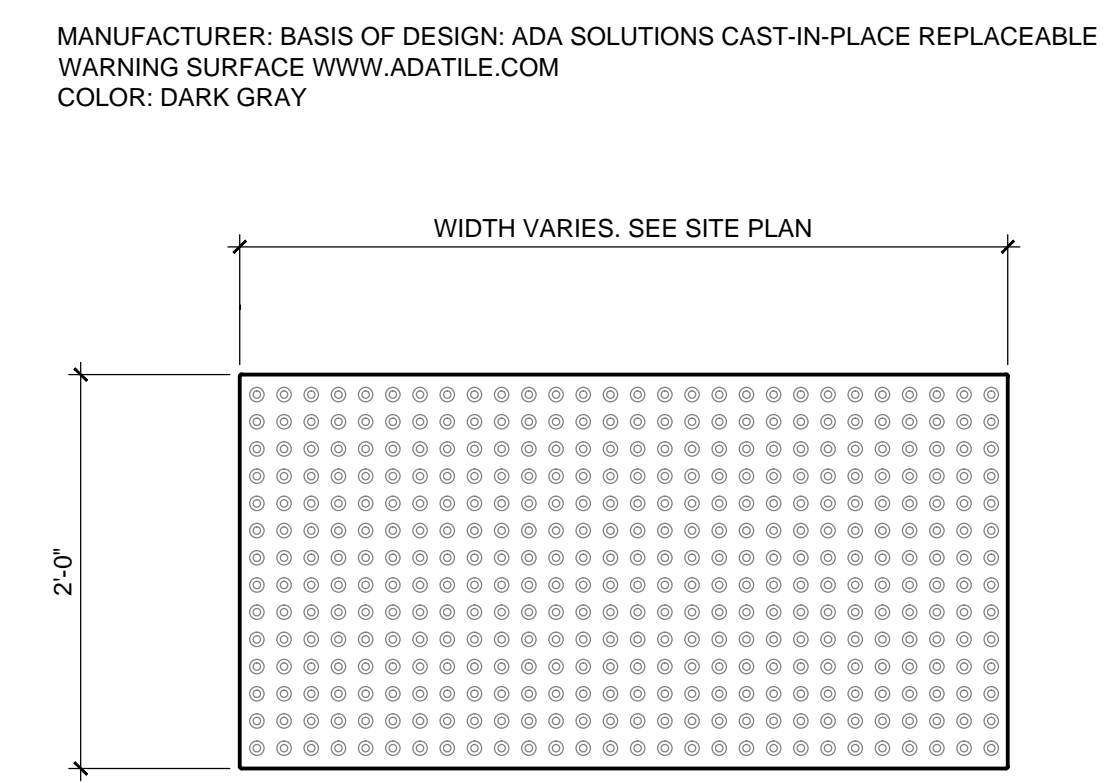 MANUFACTURER: BASIS OF DESIGN: ADA SOLUTIONS CAST-IN-PLACE REPLACEABLE
WARNING SURFACE WWW.ADATILE.COM
COLOR: DARK GRAY
WIDTH VARIES. SEE SITE PLAN
2'-0"